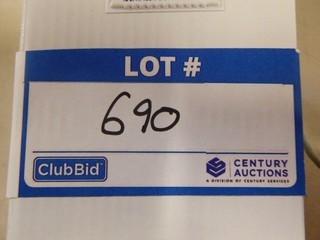 LOT #
690
ClubBid
CENTURY
AUCTIONS
A DIVISION OF CENTURY SERVICES